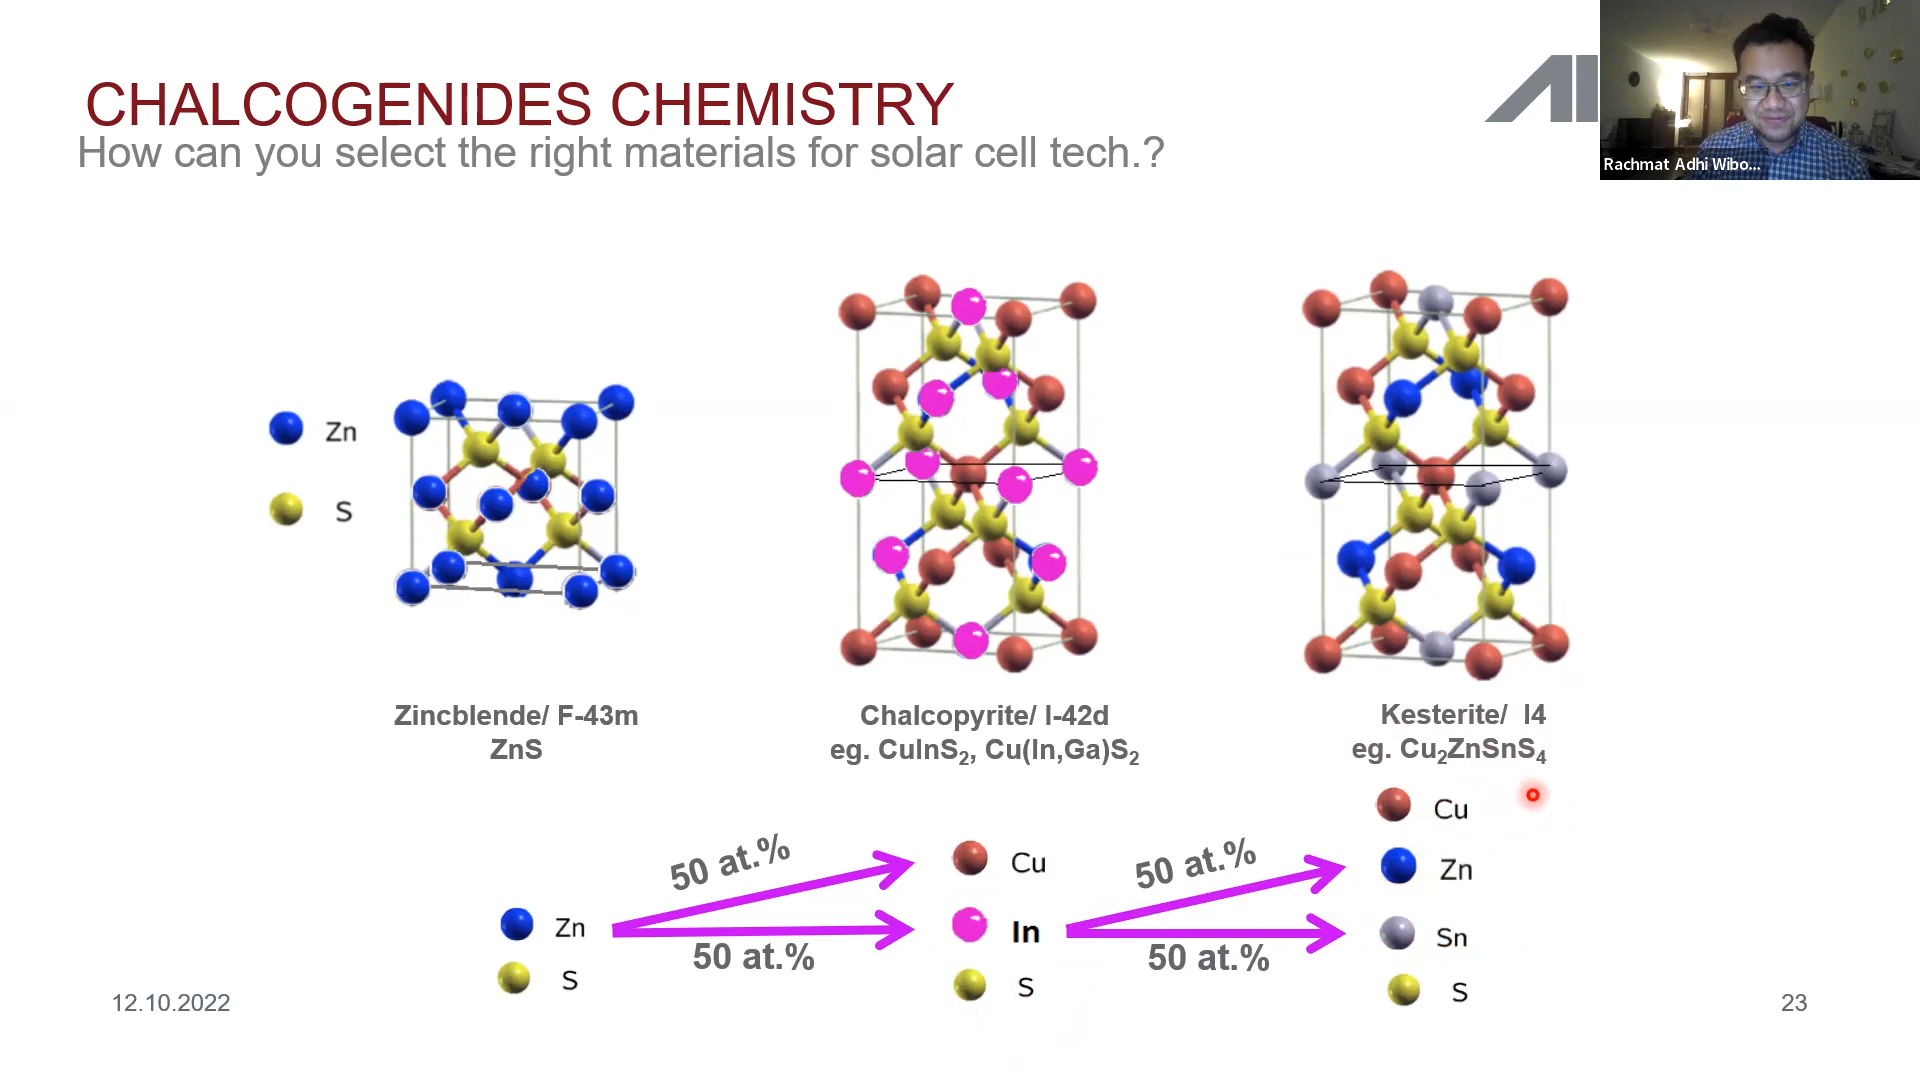 CHALCOGENIDES CHEMISTRY
How can you select the right materials for solar cell tech.?
AI
Rachmat Adhi Wibo...
Zn
S
Zincblende/ F-43m
ZnS
Chalcopyrite/ I-42d
eg. CuInS₂, Cu(In,Ga)S₂
Kesterite/ I4
eg. Cu₂ZnSnS₄
Zn
S
50 at.%
50 at.%
Cu
In
S
50 at.%
50 at.%
Cu
Zn
Sn
S
12.10.2022
23